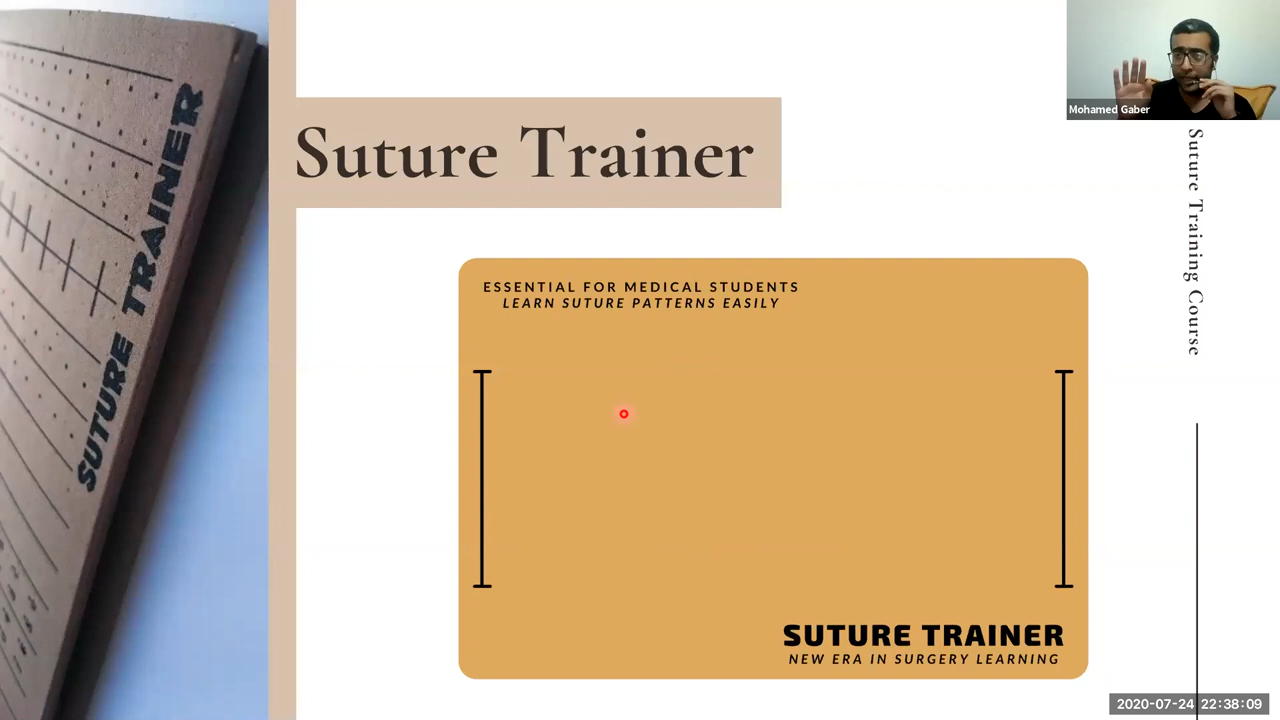 SUTURE TRAINER
Suture Trainer
Mohamed Gaber
Suture Training Course
ESSENTIAL FOR MEDICAL STUDENTS
LEARN SUTURE PATTERNS EASILY
SUTURE TRAINER
NEW ERA IN SURGERY LEARNING
2020-07-24 22:38:09